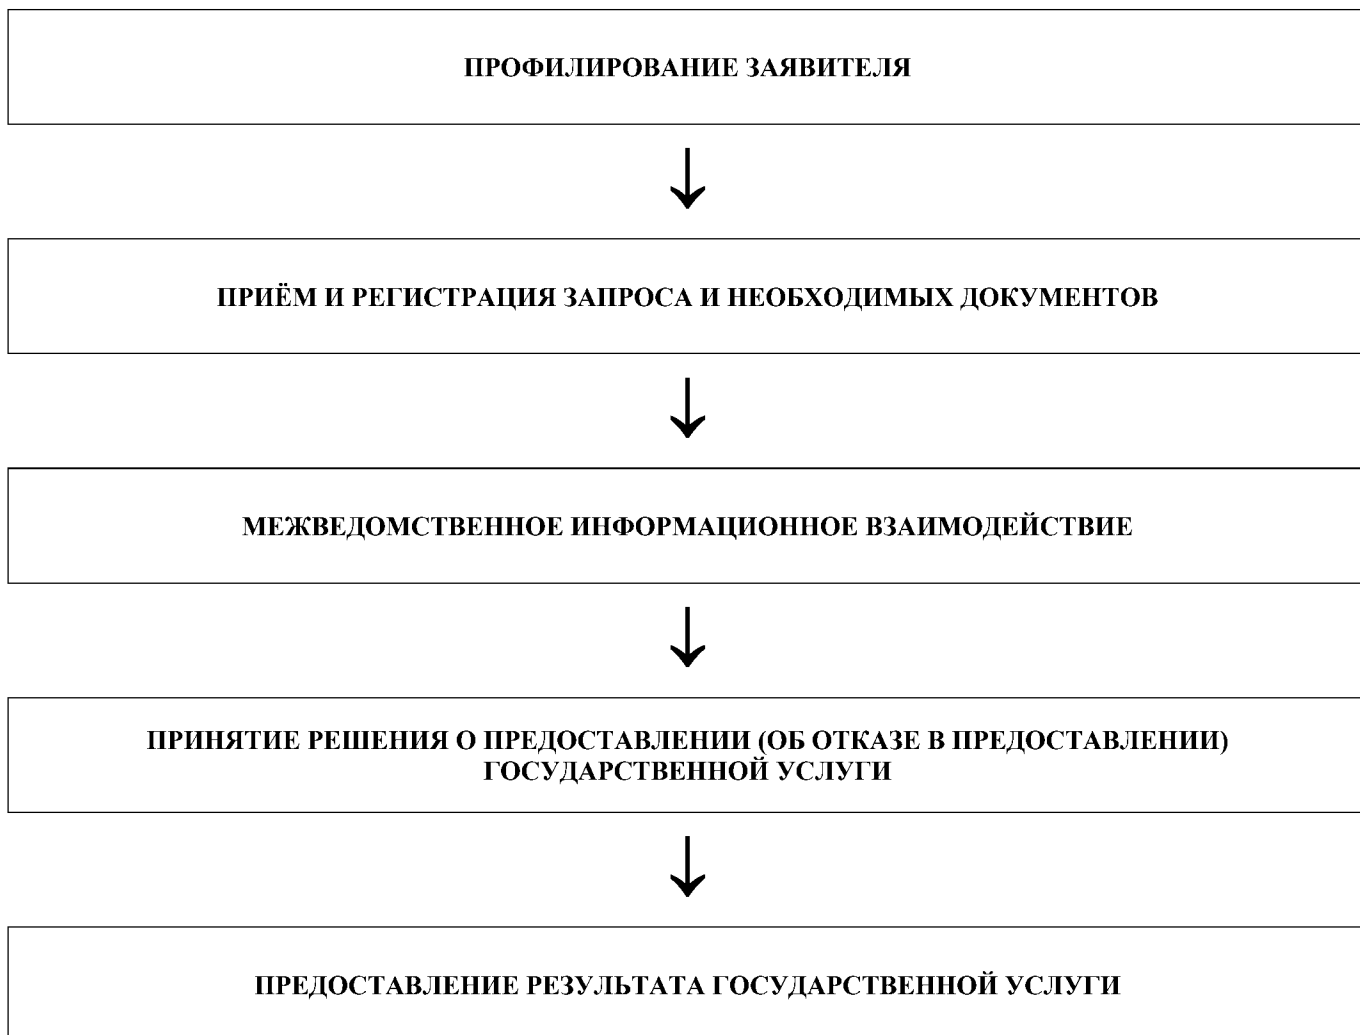 ПРОФИЛИРОВАНИЕ ЗАЯВИТЕЛЯ
ПРИЁМ И РЕГИСТРАЦИЯ ЗАПРОСА И НЕОБХОДИМЫХ ДОКУМЕНТОВ
МЕЖВЕДОМСТВЕННОЕ ИНФОРМАЦИОННОЕ ВЗАИМОДЕЙСТВИЕ
ПРИНЯТИЕ РЕШЕНИЯ О ПРЕДОСТАВЛЕНИИ (ОБ ОТКАЗЕ В ПРЕДОСТАВЛЕНИИ)
ГОСУДАРСТВЕННОЙ УСЛУГИ
ПРЕДОСТАВЛЕНИЕ РЕЗУЛЬТАТА ГОСУДАРСТВЕННОЙ УСЛУГИ